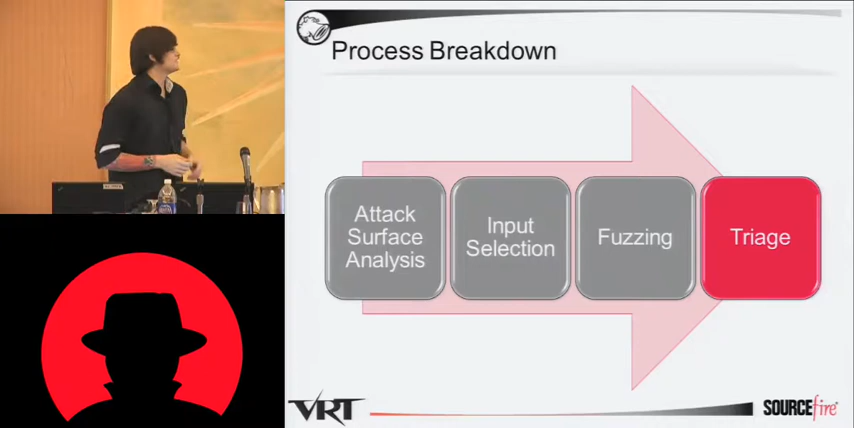 Process Breakdown
Attack
Surface
Analysis
Input
Selection
Fuzzing
Triage
VRT
SOURCEfire